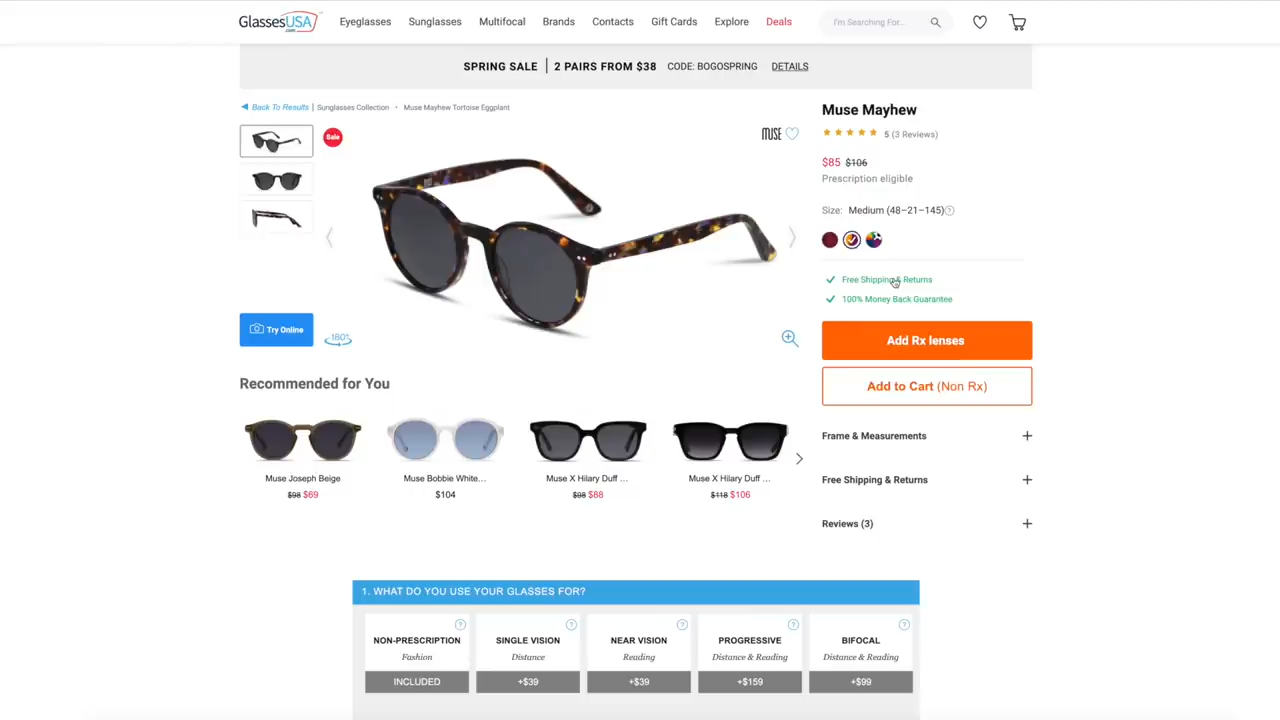 GlassesUSA
.com
Eyeglasses Sunglasses Multifocal Brands Contacts Gift Cards Explore Deals I'm Searching For..
SPRING SALE | 2 PAIRS FROM $38 CODE: BOGOSPRING DETAILS
Back To Results | Sunglasses Collection • Muse Mayhew Tortoise Eggplant
Sale
MUSE
Try Online
180°
Muse Mayhew
5 (3 Reviews)
$85 $106
Prescription eligible
Size: Medium (48–21–145) ?
Free Shipping & Returns
100% Money Back Guarantee
Add Rx lenses
Add to Cart (Non Rx)
Frame & Measurements +
Free Shipping & Returns +
Reviews (3) +
Recommended for You
Muse Joseph Beige
$98 $69
Muse Bobbie White...
$104
Muse X Hilary Duff ...
$98 $88
Muse X Hilary Duff ...
$118 $106
1. WHAT DO YOU USE YOUR GLASSES FOR?
? ? ? ? ?
NON-PRESCRIPTION SINGLE VISION NEAR VISION PROGRESSIVE BIFOCAL
Fashion Distance Reading Distance & Reading Distance & Reading
INCLUDED +$39 +$39 +$159 +$99